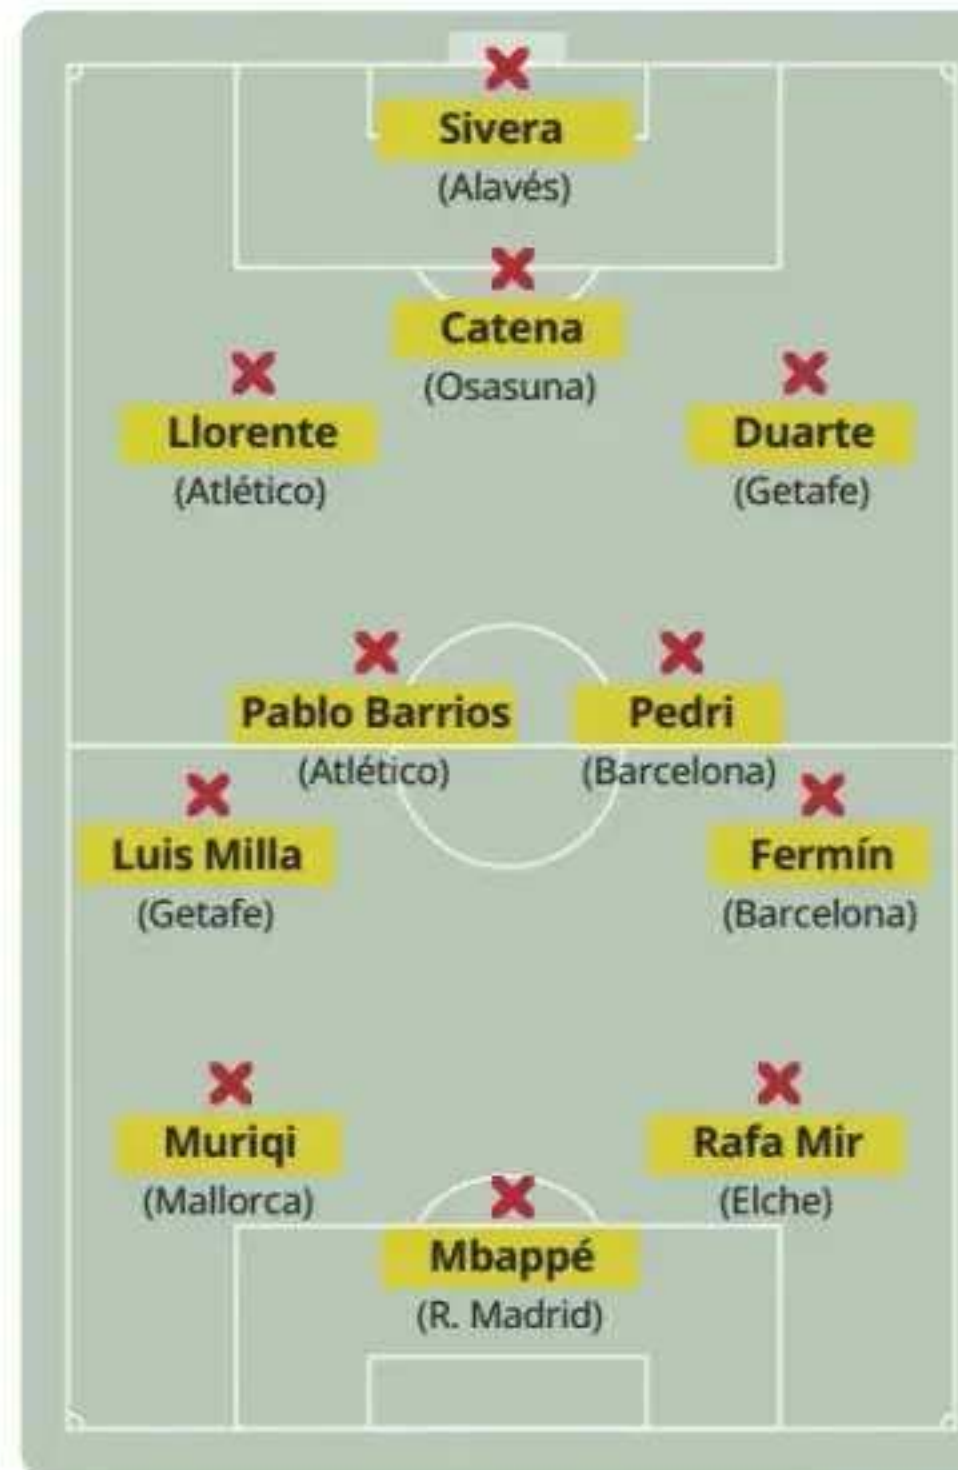 Sivera
(Alavés)
Catena
(Osasuna)
Llorente
(Atlético)
Duarte
(Getafe)
Pablo Barrios
(Atlético)
Pedri
(Barcelona)
Luis Milla
(Getafe)
Fermín
(Barcelona)
Muriqi
(Mallorca)
Rafa Mir
(Elche)
Mbappé
(R. Madrid)